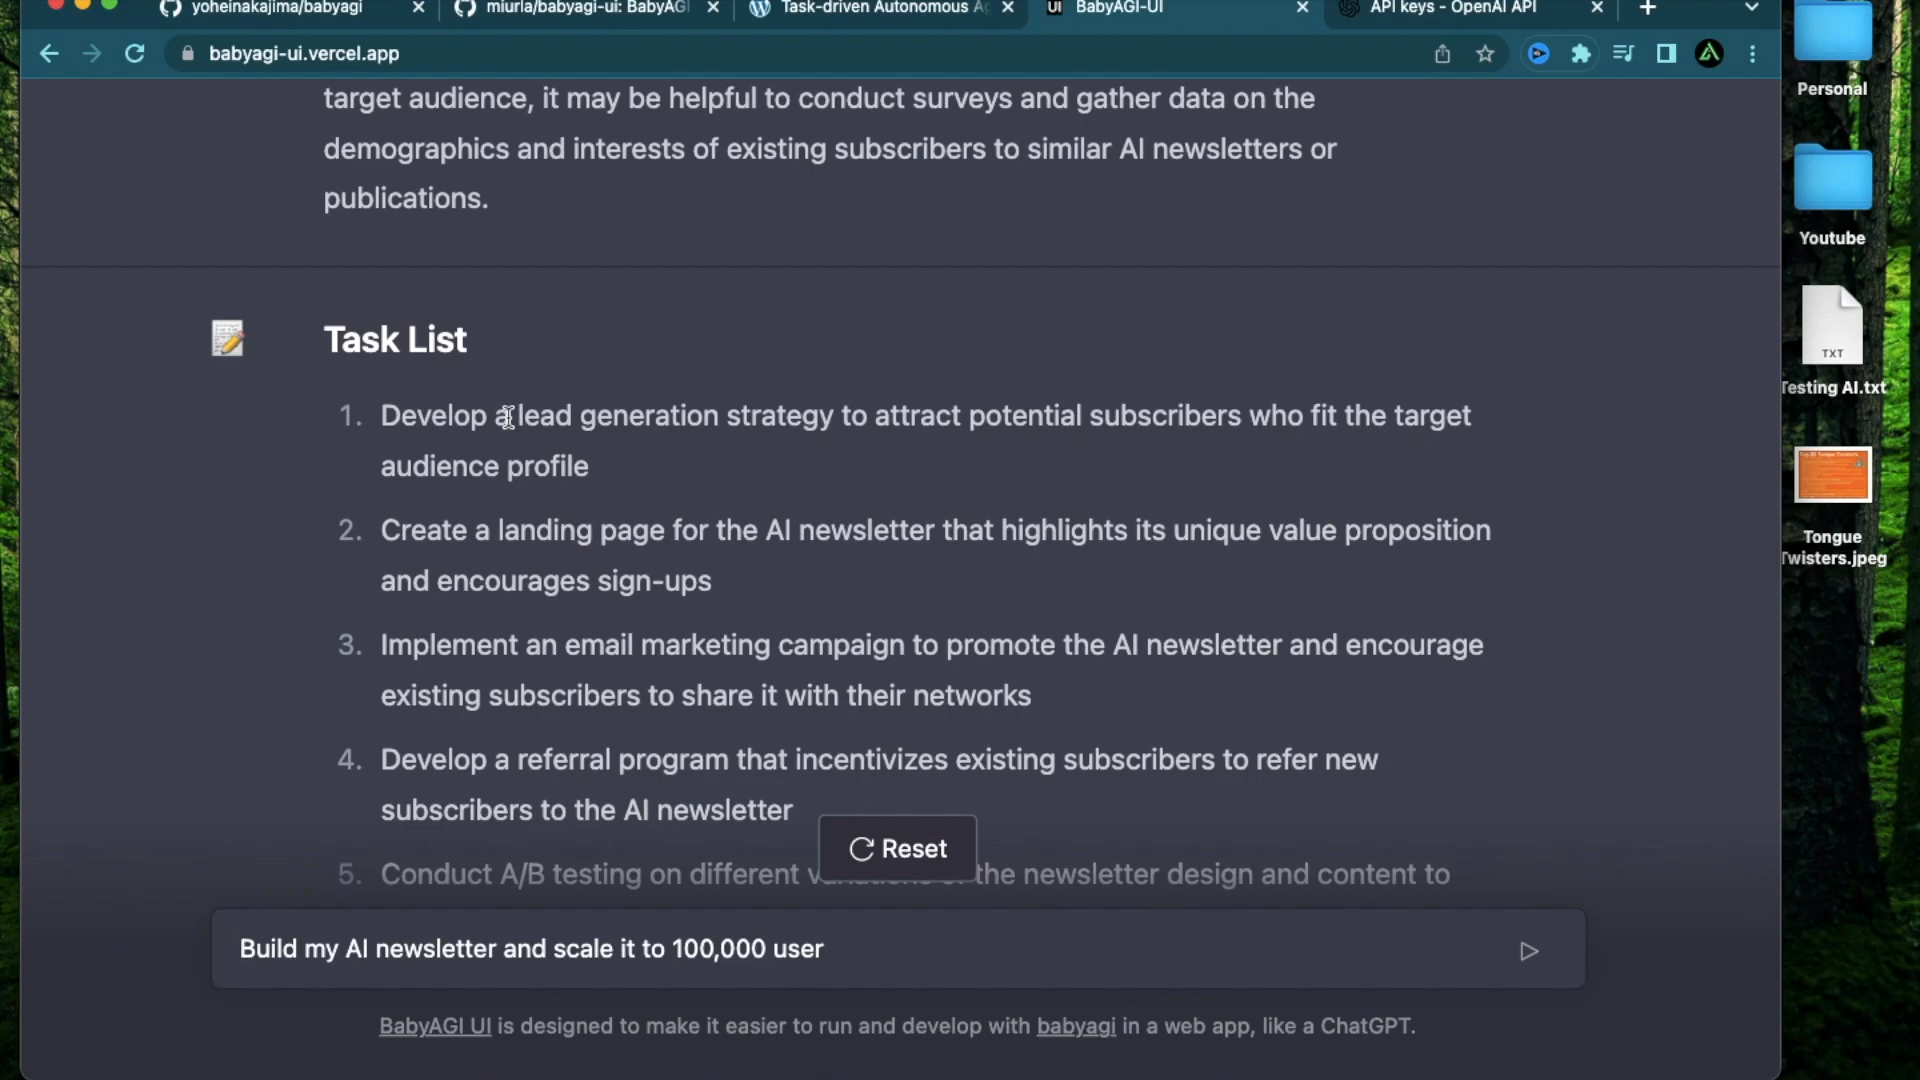 yoheinakajima/babyagi
miurla/babyagi-ui: BabyAGI
Task-driven Autonomous A
UI BabyAGI-UI
API keys - OpenAI API
babyagi-ui.vercel.app
target audience, it may be helpful to conduct surveys and gather data on the
demographics and interests of existing subscribers to similar AI newsletters or
publications.
Task List
1. Develop a lead generation strategy to attract potential subscribers who fit the target
audience profile
2. Create a landing page for the AI newsletter that highlights its unique value proposition
and encourages sign-ups
3. Implement an email marketing campaign to promote the AI newsletter and encourage
existing subscribers to share it with their networks
4. Develop a referral program that incentivizes existing subscribers to refer new
subscribers to the AI newsletter
Reset
5. Conduct A/B testing on different the newsletter design and content to
Build my AI newsletter and scale it to 100,000 user
BabyAGI UI is designed to make it easier to run and develop with babyagi in a web app, like a ChatGPT.
Personal
Youtube
TXT
Testing AI.txt
Tongue
Twisters.jpeg